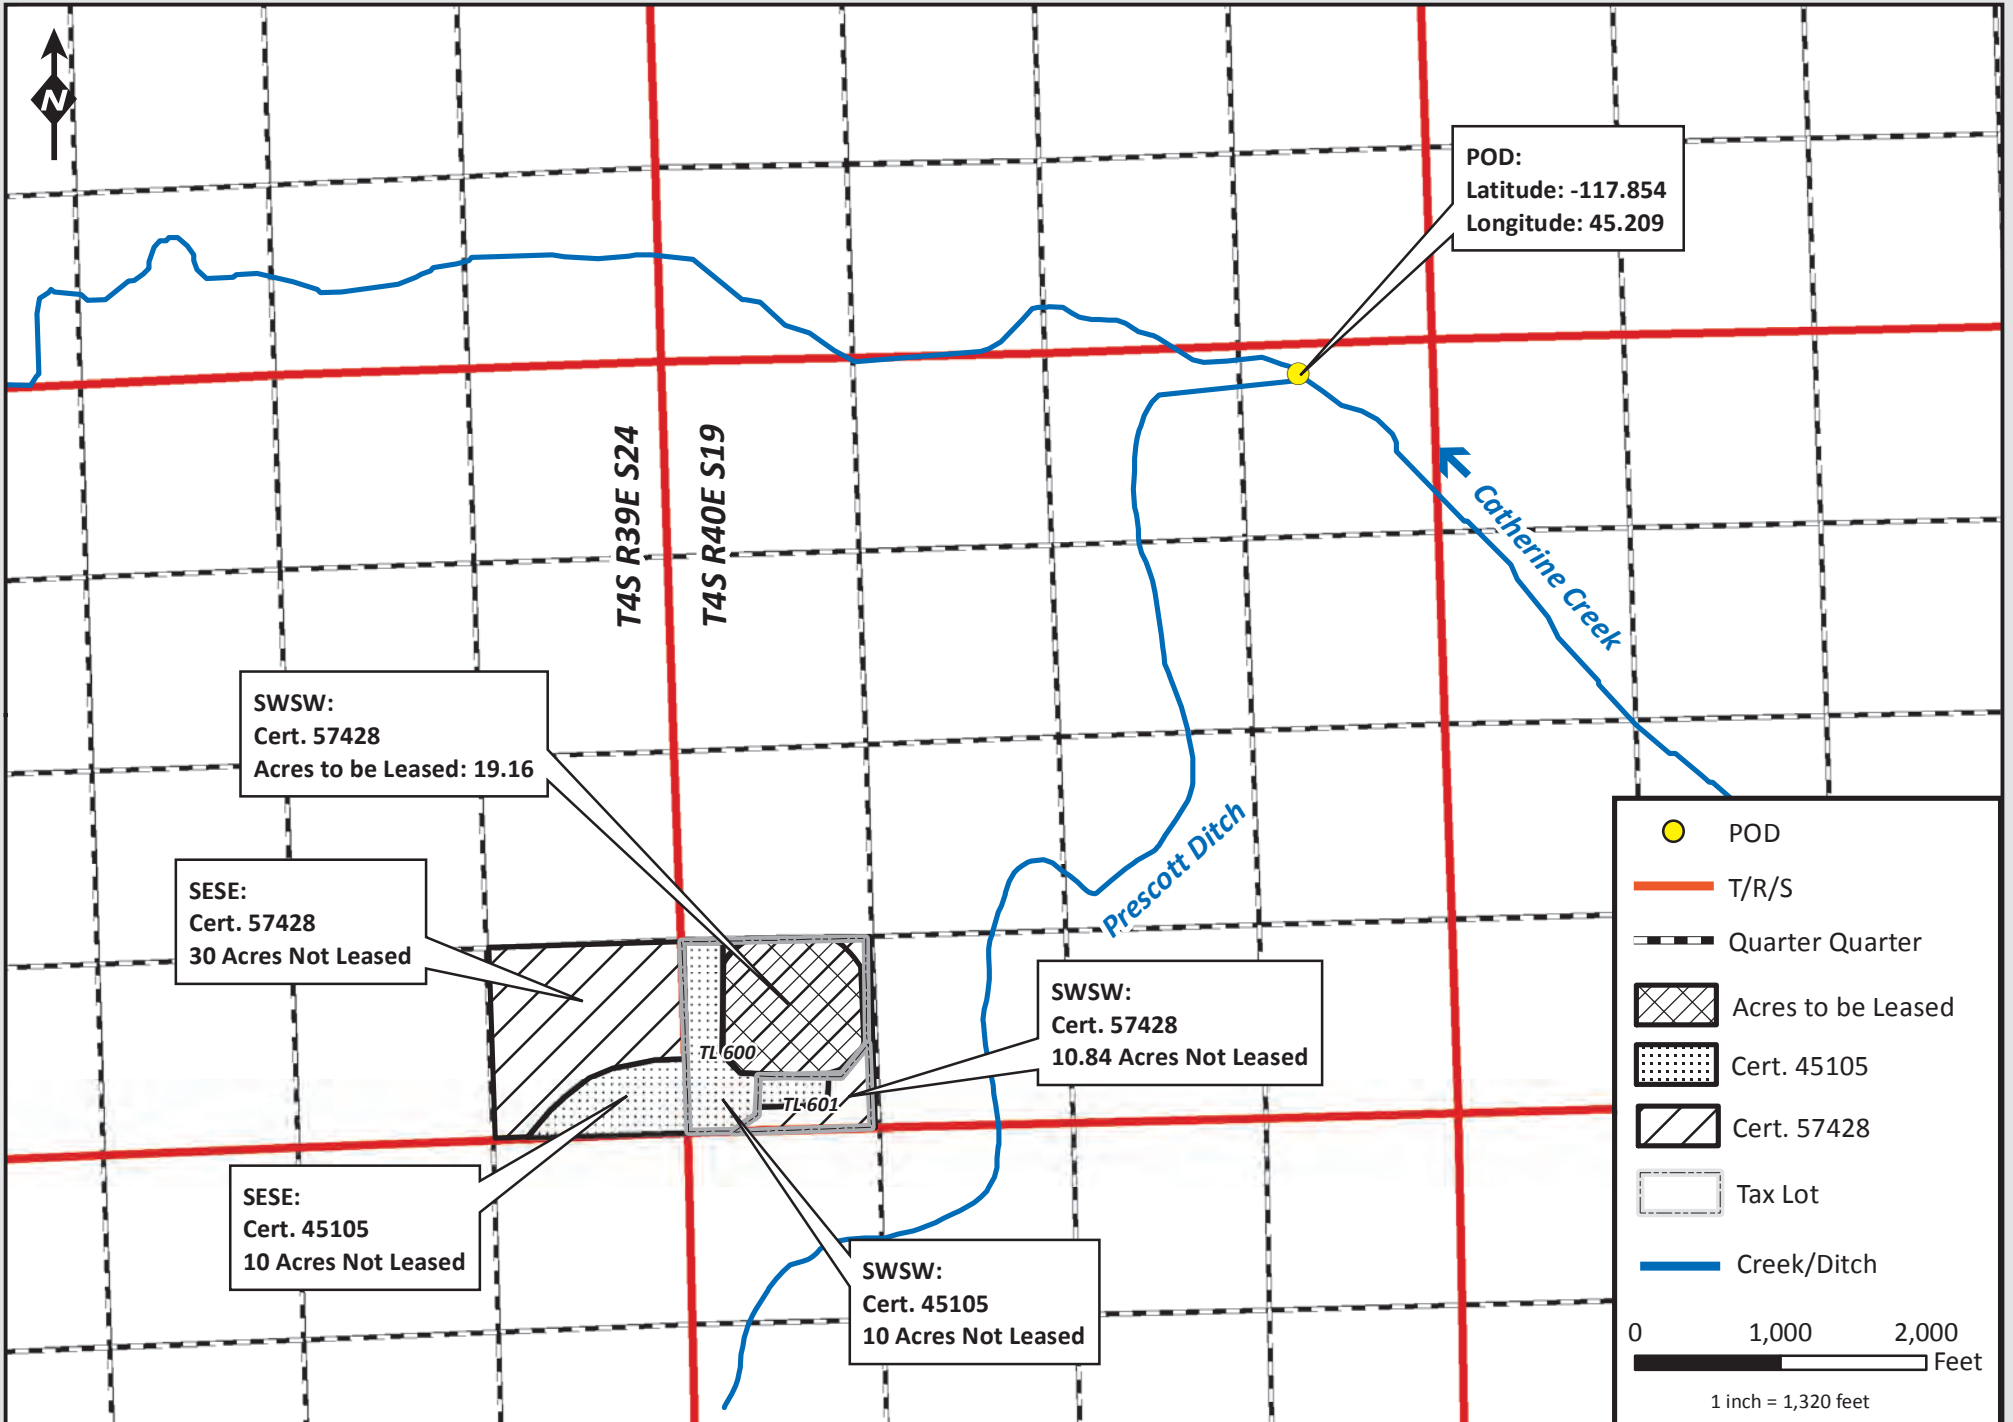 N
POD:
Latitude: -117.854
Longitude: 45.209
T4S R39E S24
T4S R40E S19
Catherine Creek
SWSW:
Cert. 57428
Acres to be Leased: 19.16
Prescott Ditch
SESE:
Cert. 57428
30 Acres Not Leased
SWSW:
Cert. 57428
10.84 Acres Not Leased
TL 600
TL 601
SESE:
Cert. 45105
10 Acres Not Leased
SWSW:
Cert. 45105
10 Acres Not Leased
POD
T/R/S
Quarter Quarter
Acres to be Leased
Cert. 45105
Cert. 57428
Tax Lot
Creek/Ditch
0 1,000 2,000
Feet
1 inch = 1,320 feet